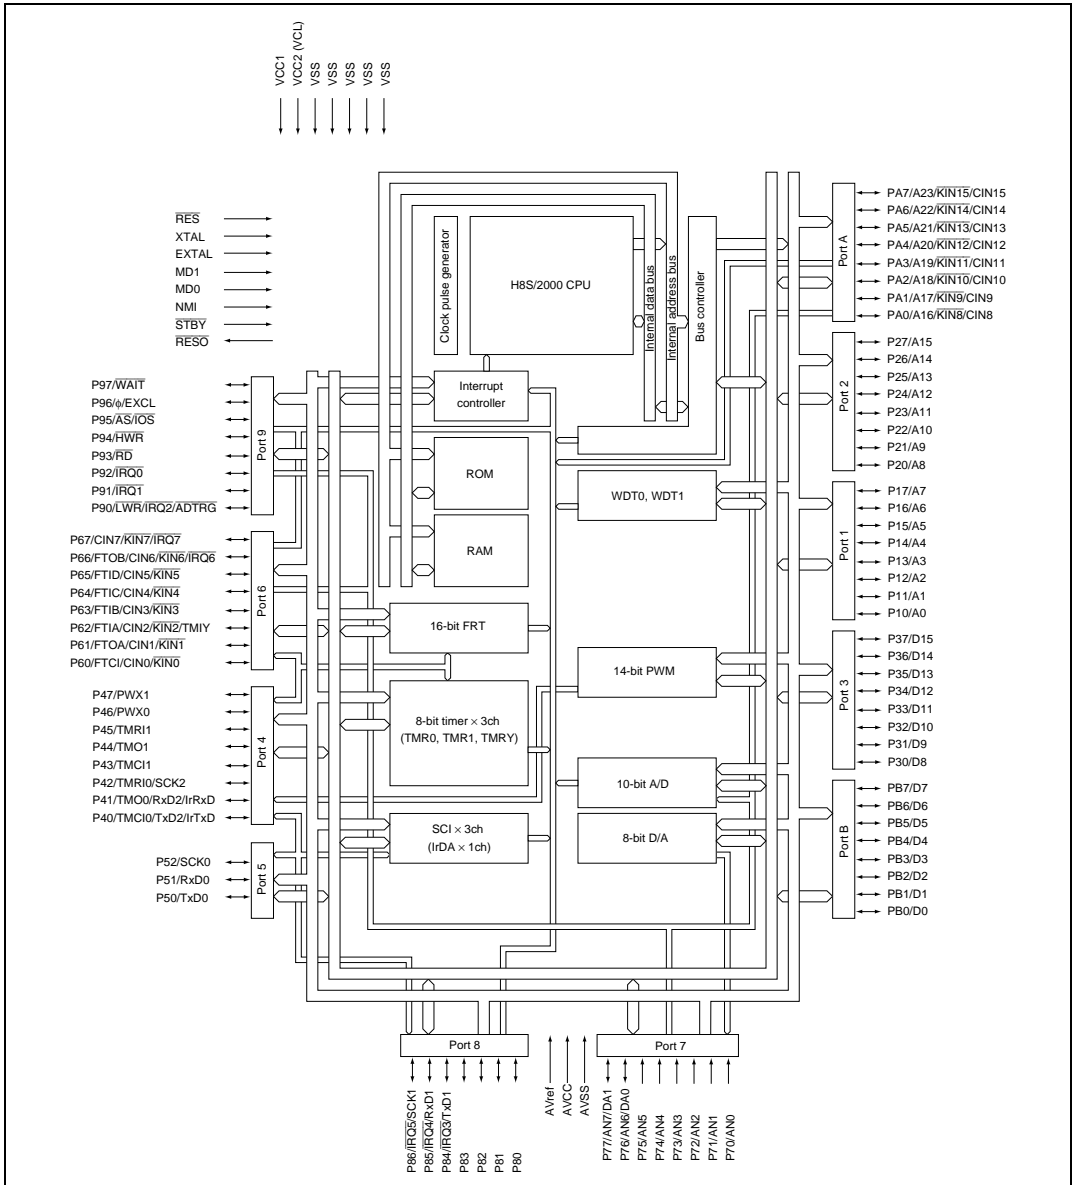 VCC1
VCC2 (VCL)
VSS
VSS
VSS
VSS
VSS
RES
XTAL
EXTAL
MD1
MD0
NMI
STBY
RESO
Clock pulse generator
H8S/2000 CPU
Internal data bus
Internal address bus
Bus controller
Interrupt
controller
ROM
RAM
WDT0, WDT1
16-bit FRT
14-bit PWM
8-bit timer × 3ch
(TMR0, TMR1, TMRY)
10-bit A/D
SCI × 3ch
(IrDA × 1ch)
8-bit D/A
P97/WAIT
P96/φ/EXCL
P95/AS/IOS
P94/HWR
P93/RD
P92/IRQ0
P91/IRQ1
P90/LWR/IRQ2/ADTRG
Port 9
P67/CIN7/KIN7/IRQ7
P66/FTOB/CIN6/KIN6/IRQ6
P65/FTID/CIN5/KIN5
P64/FTIC/CIN4/KIN4
P63/FTIB/CIN3/KIN3
P62/FTIA/CIN2/KIN2/TMIY
P61/FTOA/CIN1/KIN1
P60/FTCI/CIN0/KIN0
Port 6
P47/PWX1
P46/PWX0
P45/TMRI1
P44/TMO1
P43/TMCI1
P42/TMRI0/SCK2
P41/TMO0/RxD2/IrRxD
P40/TMCI0/TxD2/IrTxD
Port 4
P52/SCK0
P51/RxD0
P50/TxD0
Port 5
Port A
PA7/A23/KIN15/CIN15
PA6/A22/KIN14/CIN14
PA5/A21/KIN13/CIN13
PA4/A20/KIN12/CIN12
PA3/A19/KIN11/CIN11
PA2/A18/KIN10/CIN10
PA1/A17/KIN9/CIN9
PA0/A16/KIN8/CIN8
Port 2
P27/A15
P26/A14
P25/A13
P24/A12
P23/A11
P22/A10
P21/A9
P20/A8
Port 1
P17/A7
P16/A6
P15/A5
P14/A4
P13/A3
P12/A2
P11/A1
P10/A0
Port 3
P37/D15
P36/D14
P35/D13
P34/D12
P33/D11
P32/D10
P31/D9
P30/D8
Port B
PB7/D7
PB6/D6
PB5/D5
PB4/D4
PB3/D3
PB2/D2
PB1/D1
PB0/D0
Port 8
P86/IRQ5/SCK1
P85/IRQ4/RxD1
P84/IRQ3/TxD1
P83
P82
P81
P80
AVref
AVCC
AVSS
Port 7
P77/AN7/DA1
P76/AN6/DA0
P75/AN5
P74/AN4
P73/AN3
P72/AN2
P71/AN1
P70/AN0